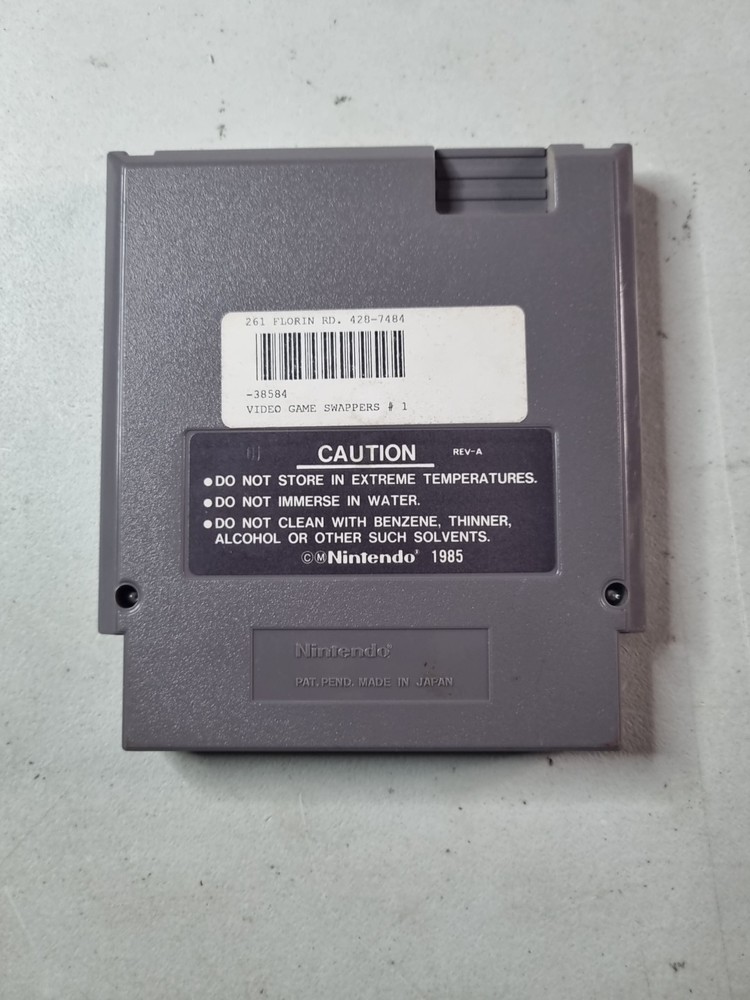 261 FLORIN RD. 428-7484
-38584
VIDEO GAME SWAPPERS # 1
CAUTION REV-A
●DO NOT STORE IN EXTREME TEMPERATURES.
●DO NOT IMMERSE IN WATER.
●DO NOT CLEAN WITH BENZENE, THINNER,
ALCOHOL OR OTHER SUCH SOLVENTS.
©ⓂNintendo® 1985
Nintendo®
PAT. PEND. MADE IN JAPAN